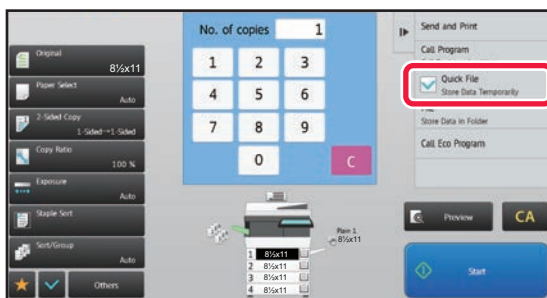 No. of copies 1
Send and Print
Call Program
Quick File
Store Data Temporarily
Store Data in Folder
Call Eco Program
Original
8½x11
Paper Select
Auto
2-Sided Copy
1-Sided→1-Sided
Copy Ratio
100 %
Exposure
Auto
Staple Sort
Sort/Group
Auto
Others
1 2 3
4 5 6
7 8 9
0 C
Plain 1
8½x11
1 8½x11
2 8½x11
3 8½x11
4 8½x11
Preview
CA
Start